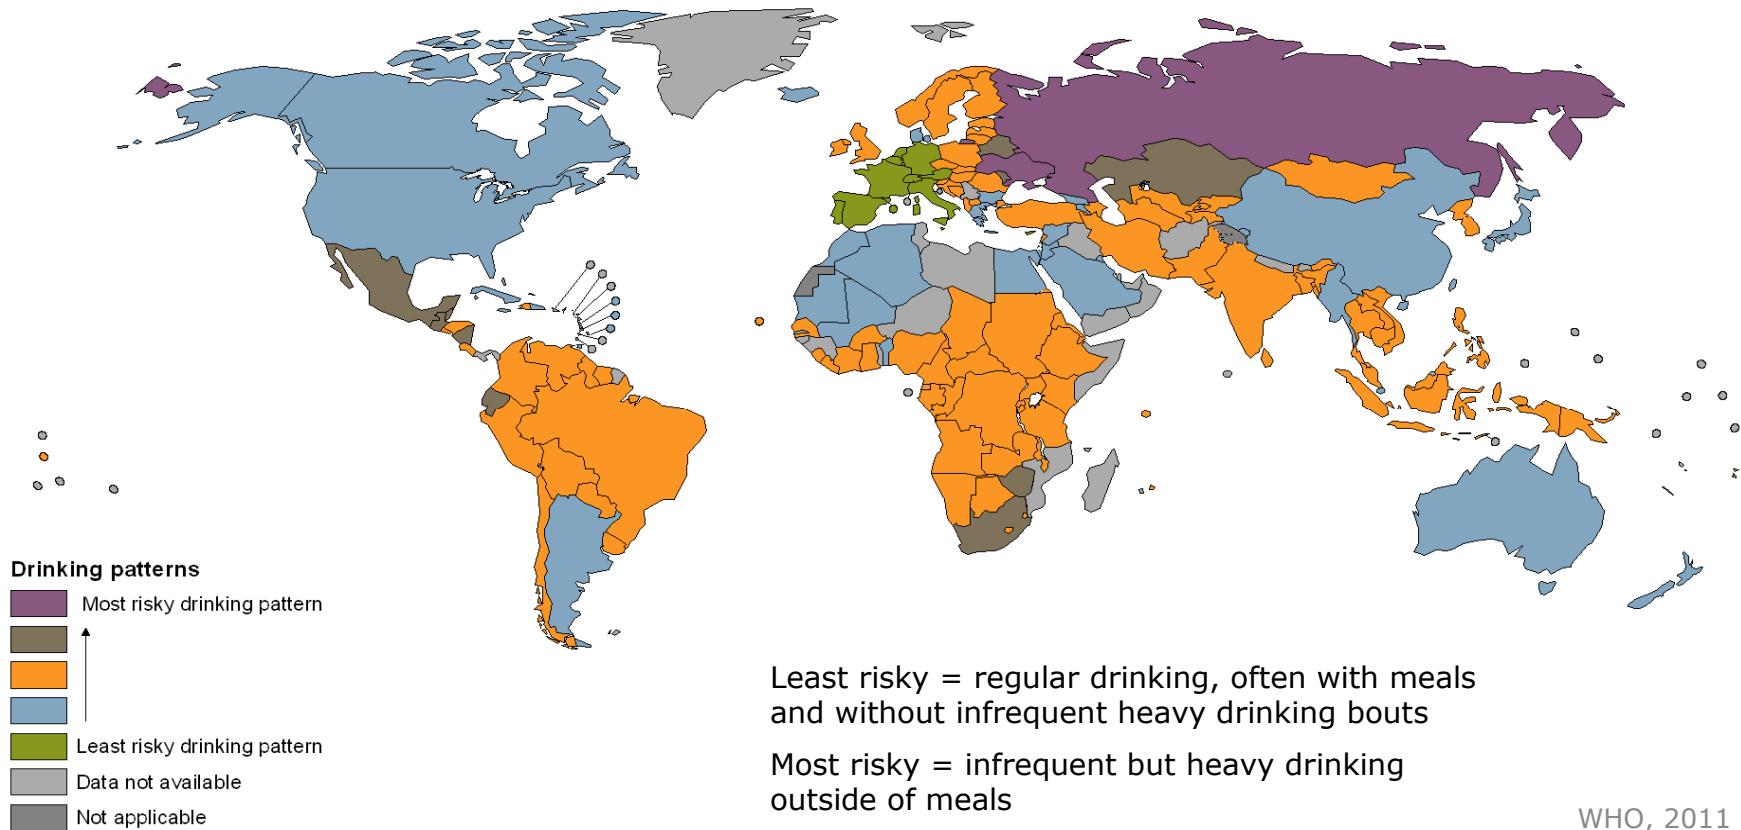 Drinking patterns
Most risky drinking pattern
Least risky drinking pattern
Data not available
Not applicable
Least risky = regular drinking, often with meals
and without infrequent heavy drinking bouts
Most risky = infrequent but heavy drinking
outside of meals
WHO, 2011